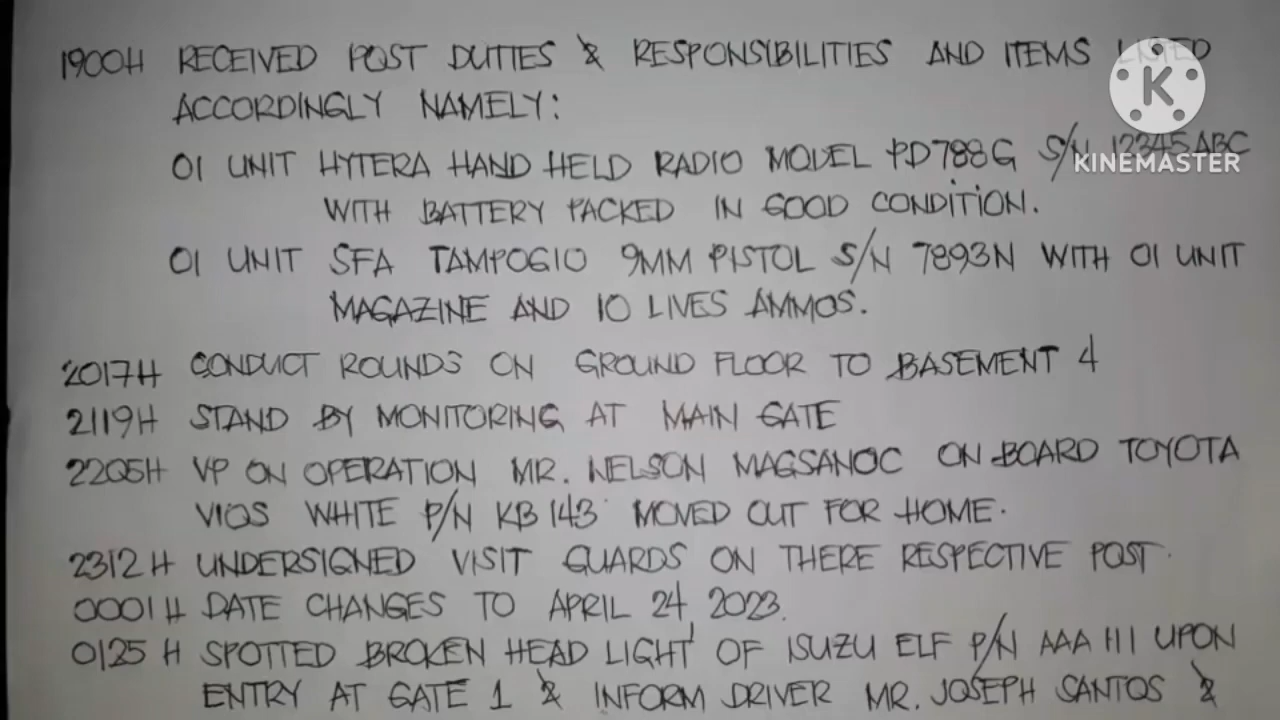 1900H RECEIVED POST DUTIES & RESPONSIBILITIES AND ITEMS LISTED
ACCORDINGLY NAMELY:
01 UNIT HYTERA HAND HELD RADIO MODEL PD788G S/N 12345ABC
KINEMASTER
WITH BATTERY PACKED IN GOOD CONDITION.
01 UNIT SFA TAMPOGIO 9MM PISTOL S/N 7893N WITH 01 UNIT
MAGAZINE AND 10 LIVES AMMOS.
2017H CONDUCT ROUNDS ON GROUND FLOOR TO BASEMENT 4
2119H STAND BY MONITORING AT MAIN GATE
2205H VP ON OPERATION MR. NELSON MAGSANOC ON BOARD TOYOTA
VIOS WHITE P/N KB 143 MOVED OUT FOR HOME.
2312H UNDERSIGNED VISIT GUARDS ON THERE RESPECTIVE POST.
0001H DATE CHANGES TO APRIL 24, 2023.
0125H SPOTTED BROKEN HEAD LIGHT OF ISUZU ELF P/N AAA 111 UPON
ENTRY AT GATE 1 & INFORM DRIVER MR. JOSEPH SANTOS &